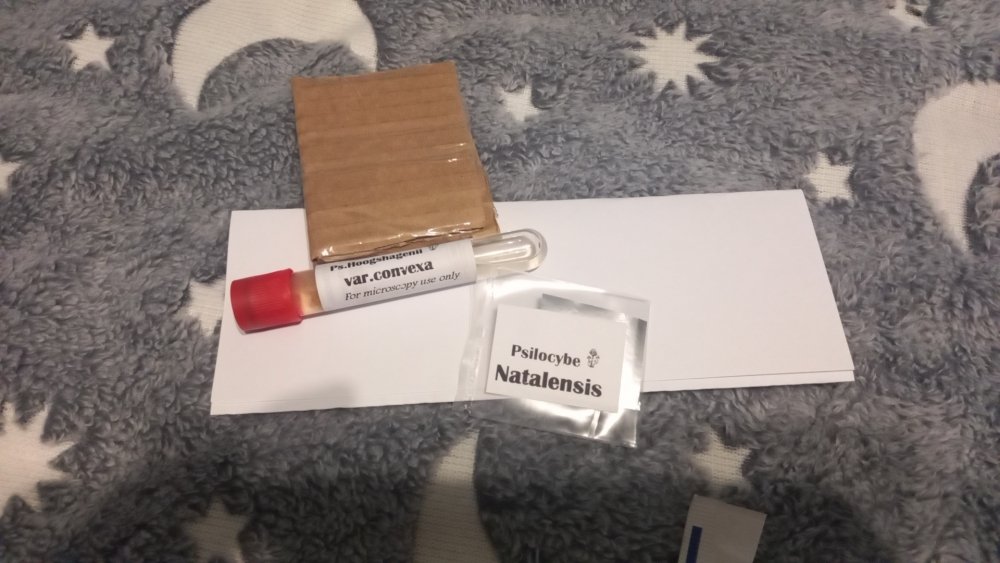 Ps.Hoogshagenii
var.convexa
For microscopy use only
Psilocybe
Natalensis